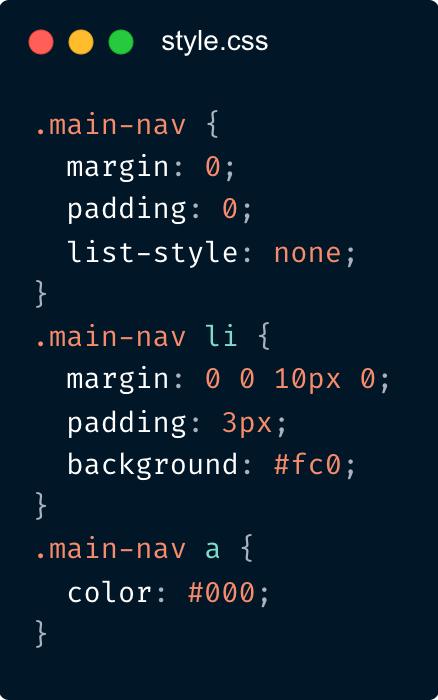 style.css
.main-nav {
  margin: 0;
  padding: 0;
  list-style: none;
}
.main-nav li {
  margin: 0 0 10px 0;
  padding: 3px;
  background: #fc0;
}
.main-nav a {
  color: #000;
}